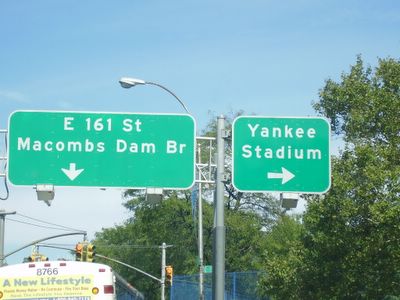 E 161 St
Macombs Dam Br
Yankee
Stadium
8766
A New Lifestyle